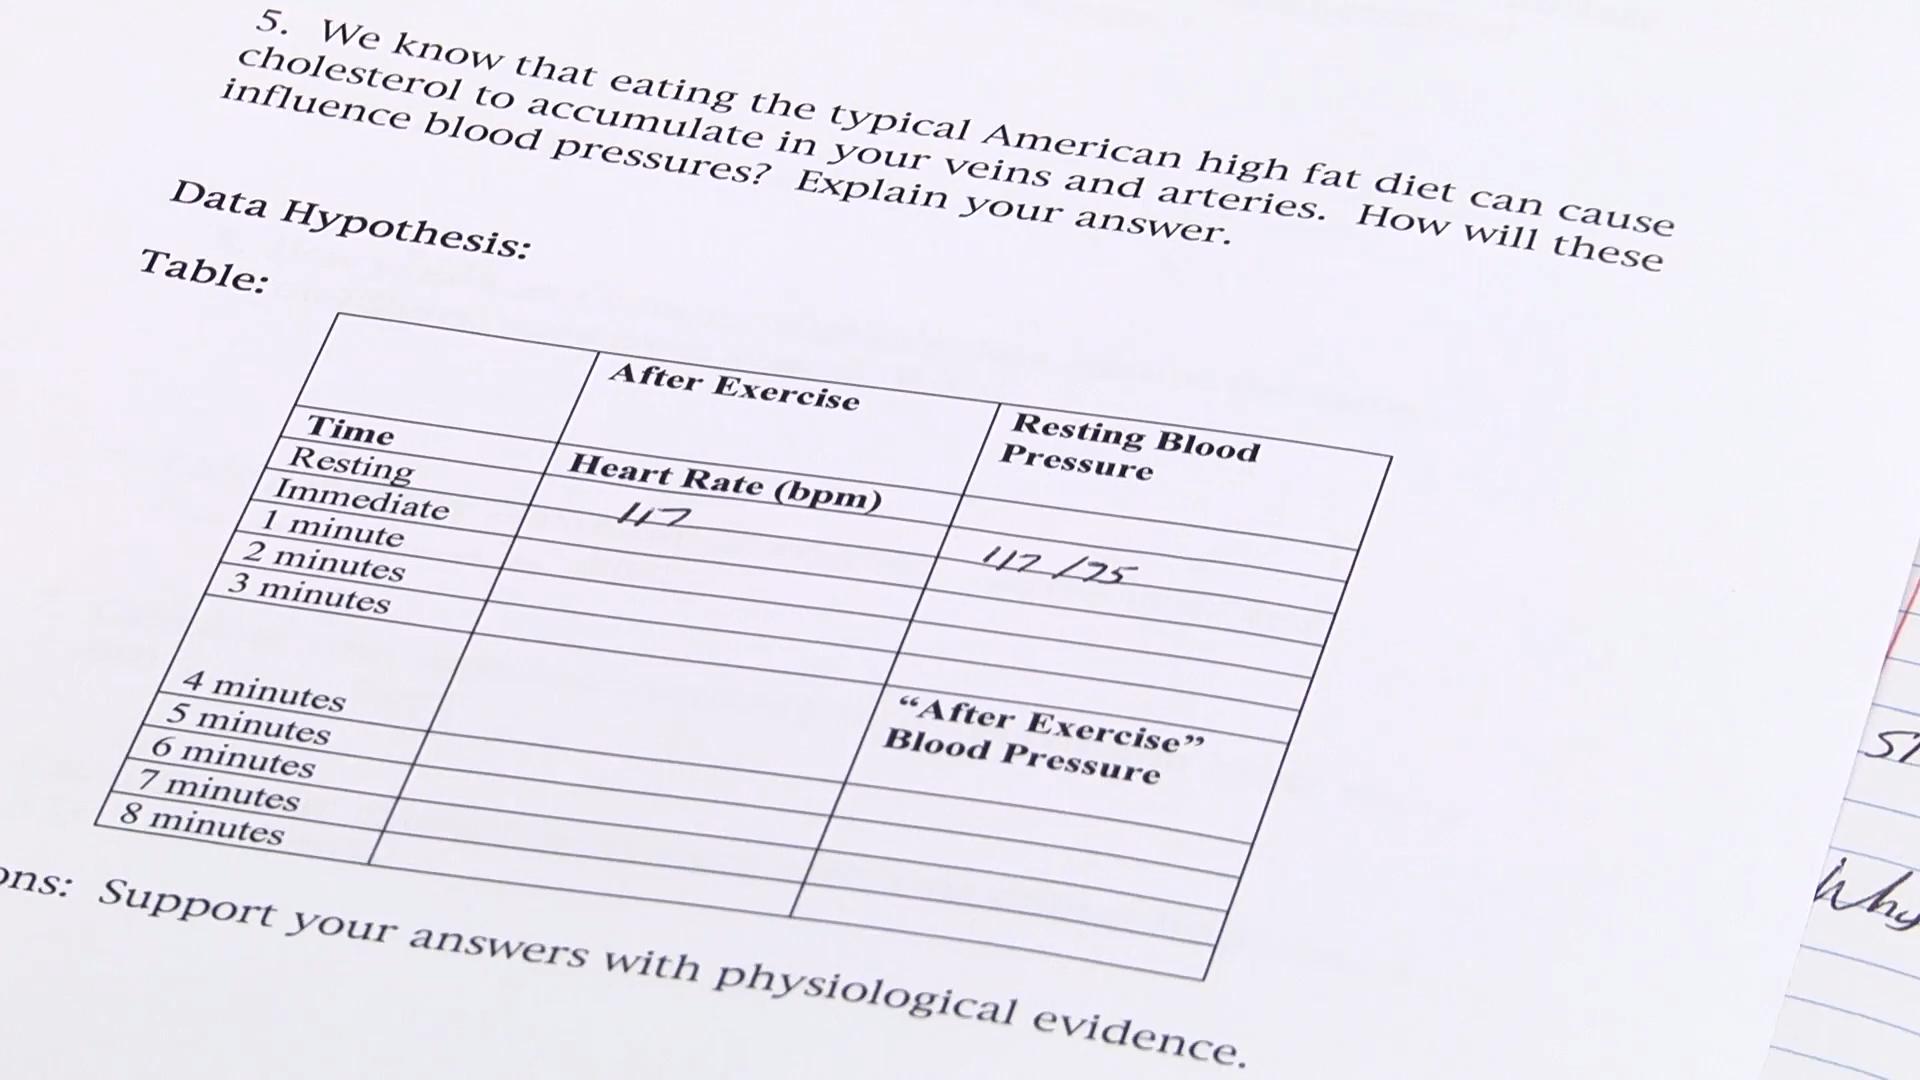 5. We know that eating the typical American high fat diet can cause
cholesterol to accumulate in your veins and arteries. How will these
influence blood pressures? Explain your answer.
Data Hypothesis:
Table:
After Exercise
Resting Blood
Pressure
Time
Heart Rate (bpm)
Resting
117
Immediate
117/75
1 minute
2 minutes
3 minutes
4 minutes
"After Exercise"
Blood Pressure
5 minutes
6 minutes
7 minutes
8 minutes
ons: Support your answers with physiological evidence.
Why